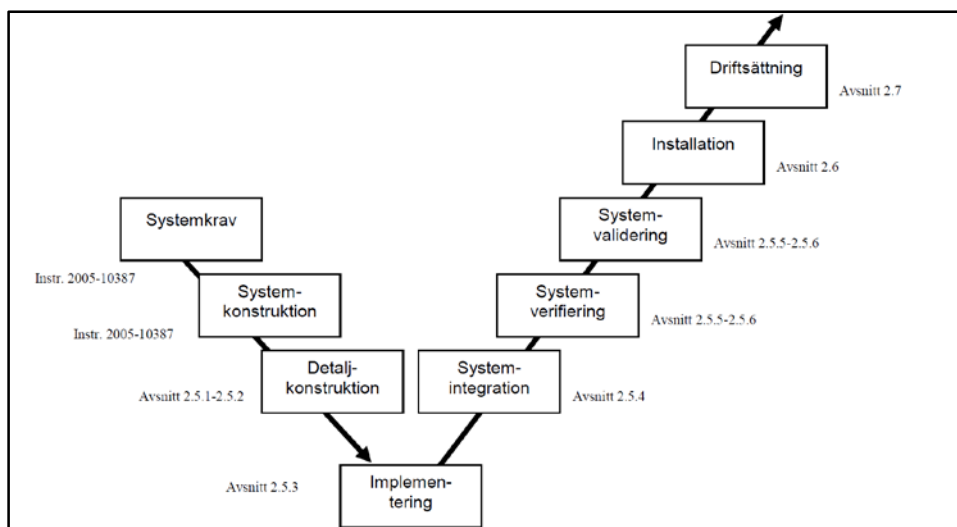 Driftsättning
Avsnitt 2.7
Installation
Avsnitt 2.6
Systemkrav
System-
validering
Avsnitt 2.5.5-2.5.6
Instr. 2005-10387
System-
konstruktion
System-
verifiering
Avsnitt 2.5.5-2.5.6
Instr. 2005-10387
Detalj-
konstruktion
System-
integration
Avsnitt 2.5.1-2.5.2
Avsnitt 2.5.4
Implemen-
tering
Avsnitt 2.5.3